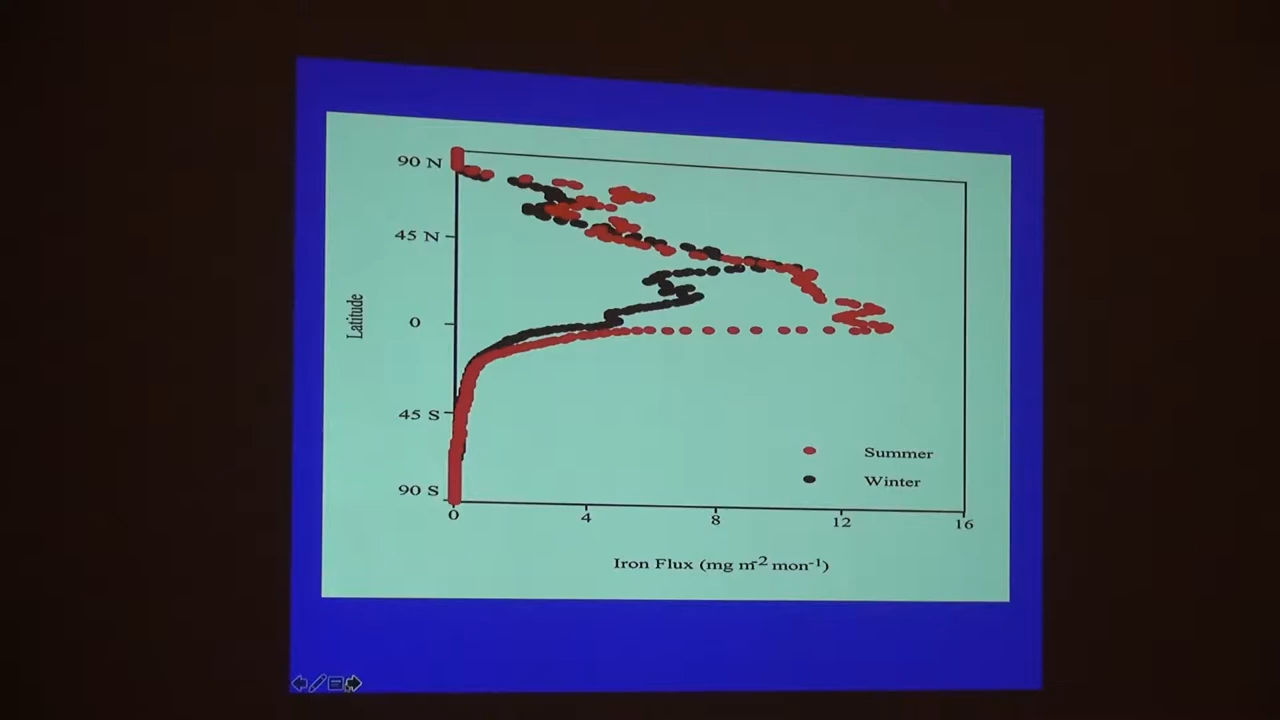 90 N
45 N
0
45 S
90 S
Latitude
0 4 8 12 16
Iron Flux (mg m-2 mon-1)
Summer
Winter